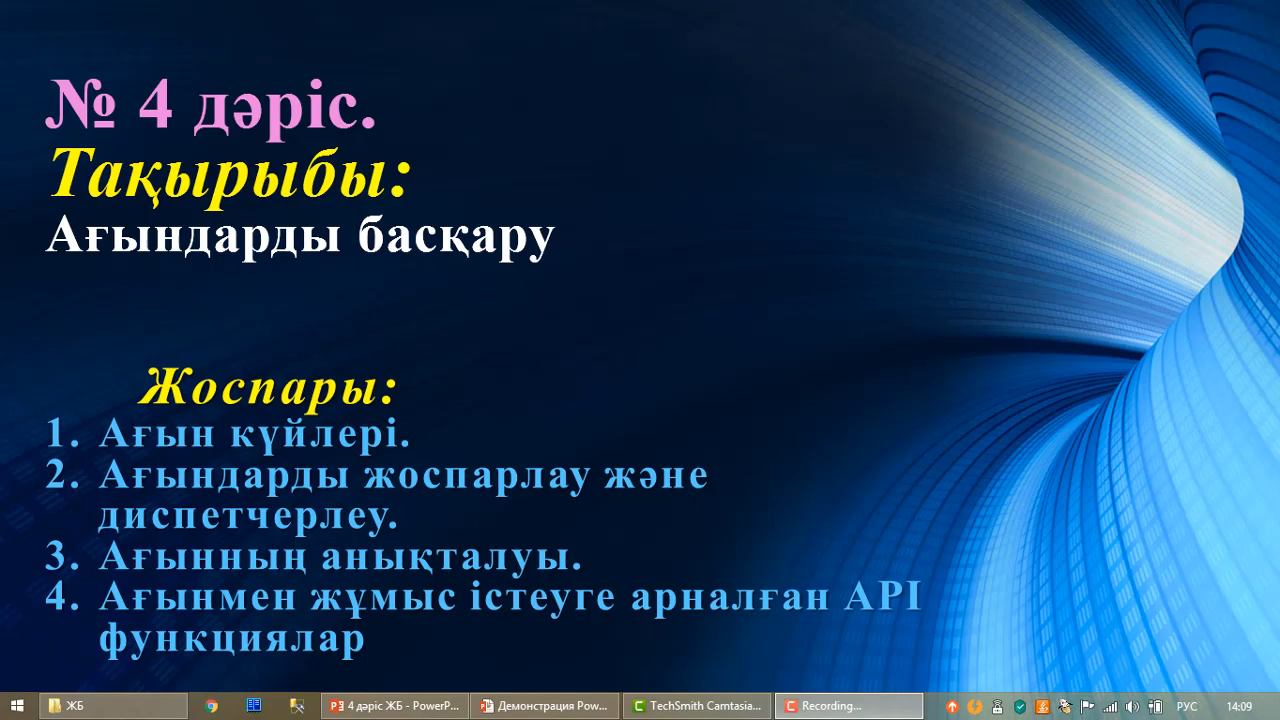 № 4 дәріс.
Тақырыбы:
Ағындарды басқару
Жоспары:
1. Ағын күйлері.
2. Ағындарды жоспарлау және
диспетчерлеу.
3. Ағынның анықталуы.
4. Ағынмен жұмыс істеуге арналған API
функциялар
ЖБ
4 дәріс ЖБ - PowerP...
Демонстрация Pow...
TechSmith Camtasia...
Recording...
РУС
14:09